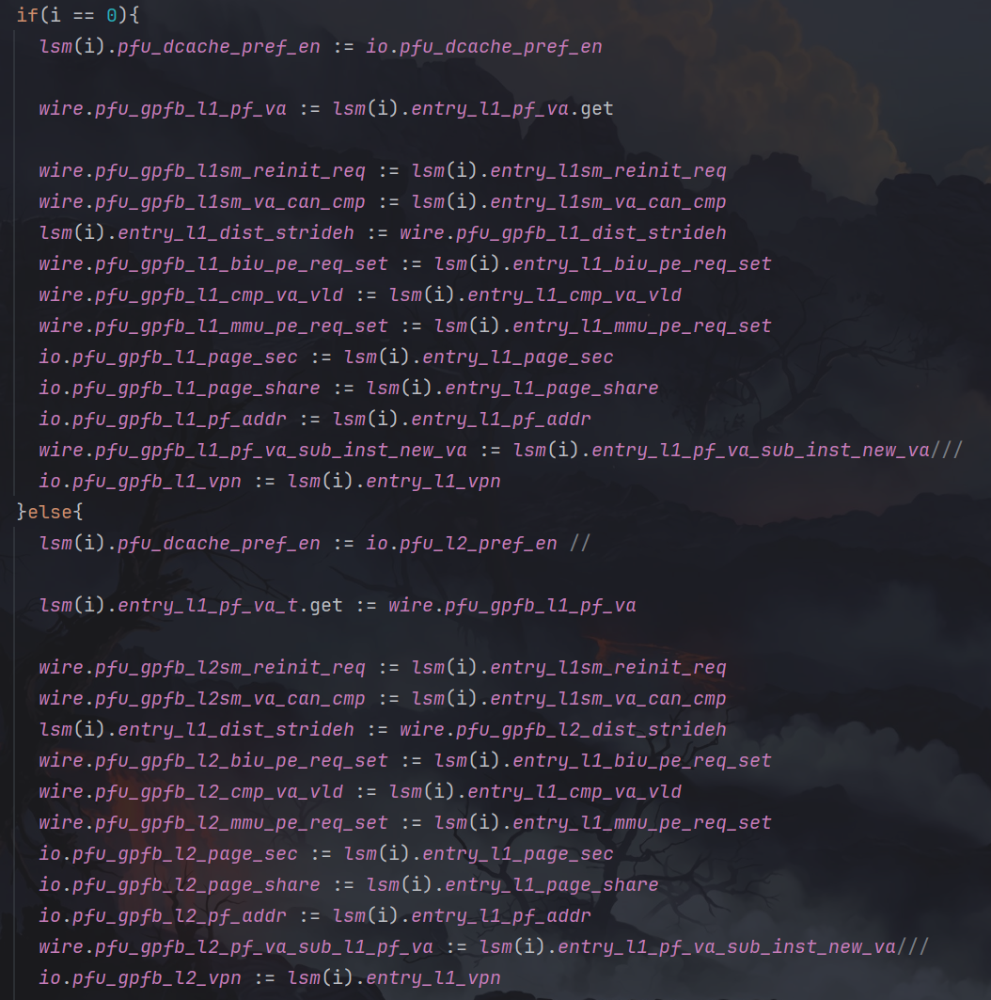 if(i == 0){
lsm(i).pfu_dcache_pref_en := io.pfu_dcache_pref_en
wire.pfu_gpfb_l1_pf_va := lsm(i).entry_l1_pf_va.get
wire.pfu_gpfb_l1sm_reinit_req := lsm(i).entry_l1sm_reinit_req
wire.pfu_gpfb_l1sm_va_can_cmp := lsm(i).entry_l1sm_va_can_cmp
lsm(i).entry_l1_dist_strideh := wire.pfu_gpfb_l1_dist_strideh
wire.pfu_gpfb_l1_biu_pe_req_set := lsm(i).entry_l1_biu_pe_req_set
wire.pfu_gpfb_l1_cmp_va_vld := lsm(i).entry_l1_cmp_va_vld
wire.pfu_gpfb_l1_mmu_pe_req_set := lsm(i).entry_l1_mmu_pe_req_set
io.pfu_gpfb_l1_page_sec := lsm(i).entry_l1_page_sec
io.pfu_gpfb_l1_page_share := lsm(i).entry_l1_page_share
io.pfu_gpfb_l1_pf_addr := lsm(i).entry_l1_pf_addr
wire.pfu_gpfb_l1_pf_va_sub_inst_new_va := lsm(i).entry_l1_pf_va_sub_inst_new_va///
io.pfu_gpfb_l1_vpn := lsm(i).entry_l1_vpn
}else{
lsm(i).pfu_dcache_pref_en := io.pfu_l2_pref_en //
lsm(i).entry_l1_pf_va_t.get := wire.pfu_gpfb_l1_pf_va
wire.pfu_gpfb_l2sm_reinit_req := lsm(i).entry_l1sm_reinit_req
wire.pfu_gpfb_l2sm_va_can_cmp := lsm(i).entry_l1sm_va_can_cmp
lsm(i).entry_l1_dist_strideh := wire.pfu_gpfb_l2_dist_strideh
wire.pfu_gpfb_l2_biu_pe_req_set := lsm(i).entry_l1_biu_pe_req_set
wire.pfu_gpfb_l2_cmp_va_vld := lsm(i).entry_l1_cmp_va_vld
wire.pfu_gpfb_l2_mmu_pe_req_set := lsm(i).entry_l1_mmu_pe_req_set
io.pfu_gpfb_l2_page_sec := lsm(i).entry_l1_page_sec
io.pfu_gpfb_l2_page_share := lsm(i).entry_l1_page_share
io.pfu_gpfb_l2_pf_addr := lsm(i).entry_l1_pf_addr
wire.pfu_gpfb_l2_pf_va_sub_l1_pf_va := lsm(i).entry_l1_pf_va_sub_inst_new_va///
io.pfu_gpfb_l2_vpn := lsm(i).entry_l1_vpn